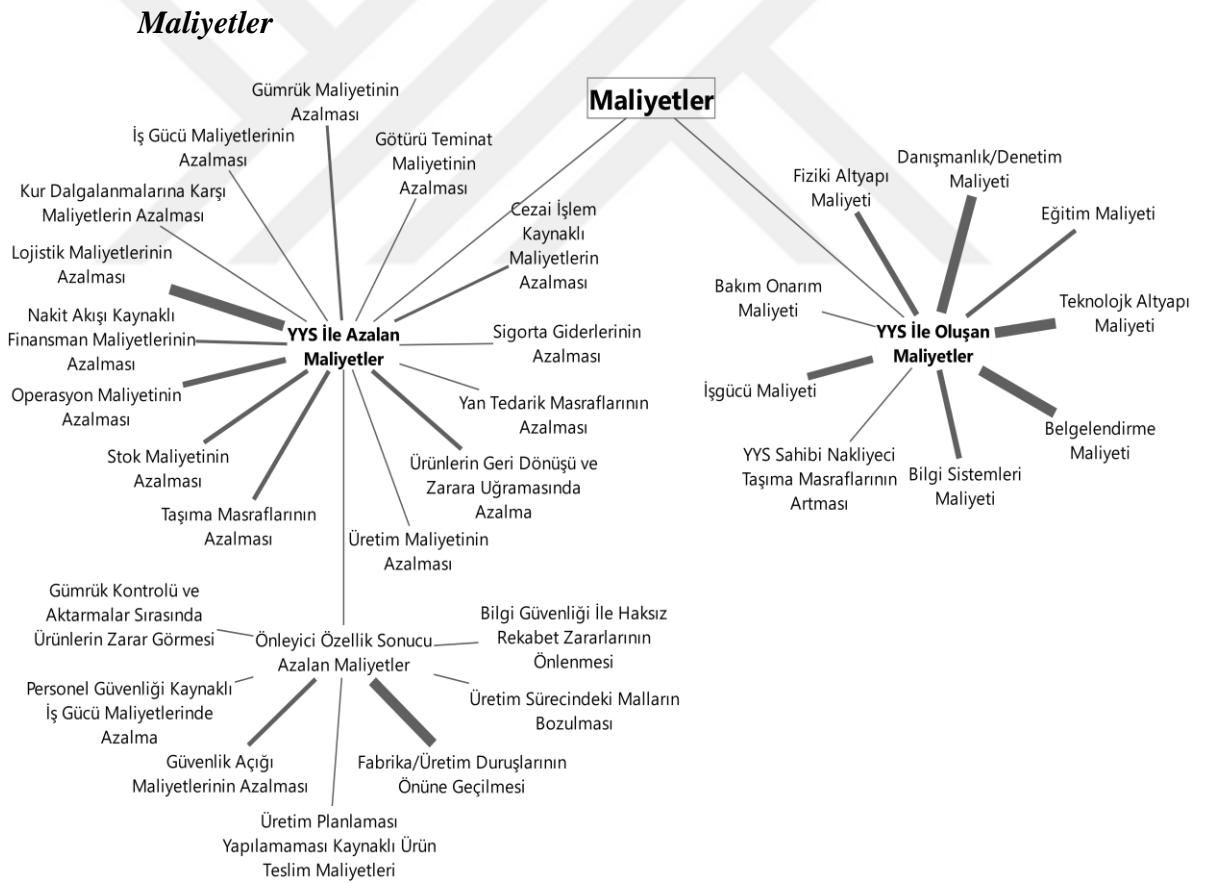 Maliyetler
Maliyetler
Gümrük Maliyetinin
Azalması
İş Gücü Maliyetlerinin
Azalması
Götürü Teminat
Maliyetinin
Azalması
Kur Dalgalanmalarına Karşı
Maliyetlerin Azalması
Cezai İşlem
Kaynaklı
Maliyetlerin
Azalması
Lojistik Maliyetlerinin
Azalması
Nakit Akışı Kaynaklı
Finansman Maliyetlerinin
Azalması
YYS İle Azalan
Maliyetler
Sigorta Giderlerinin
Azalması
Operasyon Maliyetinin
Azalması
Yan Tedarik Masraflarının
Azalması
Stok Maliyetinin
Azalması
Ürünlerin Geri Dönüşü ve
Zarara Uğramasında
Azalma
Taşıma Masraflarının
Azalması
Üretim Maliyetinin
Azalması
Gümrük Kontrolü ve
Aktarmalar Sırasında
Ürünlerin Zarar Görmesi
Önleyici Özellik Sonucu
Azalan Maliyetler
Bilgi Güvenliği İle Haksız
Rekabet Zararlarının
Önlenmesi
Personel Güvenliği Kaynaklı
İş Gücü Maliyetlerinde
Azalma
Üretim Sürecindeki Malların
Bozulması
Güvenlik Açığı
Maliyetlerinin Azalması
Fabrika/Üretim Duruşlarının
Önüne Geçilmesi
Üretim Planlaması
Yapılamaması Kaynaklı Ürün
Teslim Maliyetleri
Fiziki Altyapı
Maliyeti
Danışmanlık/Denetim
Maliyeti
Eğitim Maliyeti
Bakım Onarım
Maliyeti
Teknolojk Altyapı
Maliyeti
YYS İle Oluşan
Maliyetler
İşgücü Maliyeti
Belgelendirme
Maliyeti
YYS Sahibi Nakliyeci
Taşıma Masraflarının
Artması
Bilgi Sistemleri
Maliyeti